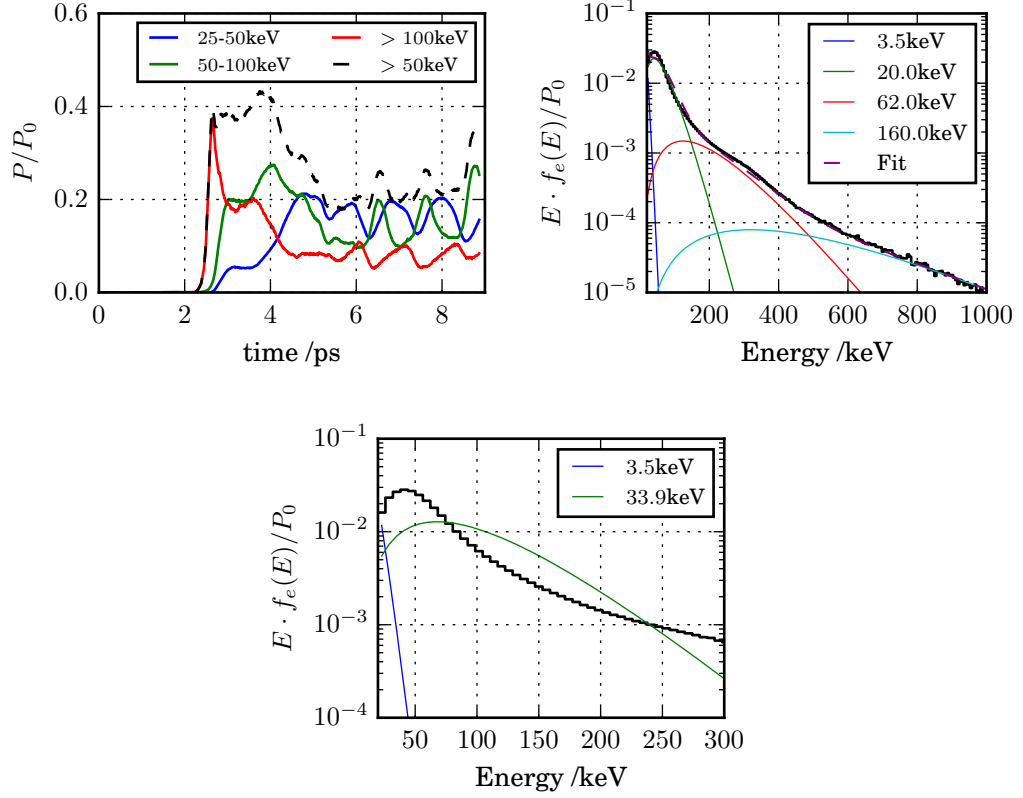 0.6
0.4
0.2
0.0
P/P₀
25-50keV
50-100keV
> 100keV
> 50keV
0 2 4 6 8
time /ps
10⁻¹
10⁻²
10⁻³
10⁻⁴
10⁻⁵
E · fₑ(E)/P₀
3.5keV
20.0keV
62.0keV
160.0keV
Fit
200 400 600 800 1000
Energy /keV
10⁻¹
10⁻²
10⁻³
10⁻⁴
E · fₑ(E)/P₀
3.5keV
33.9keV
50 100 150 200 250 300
Energy /keV